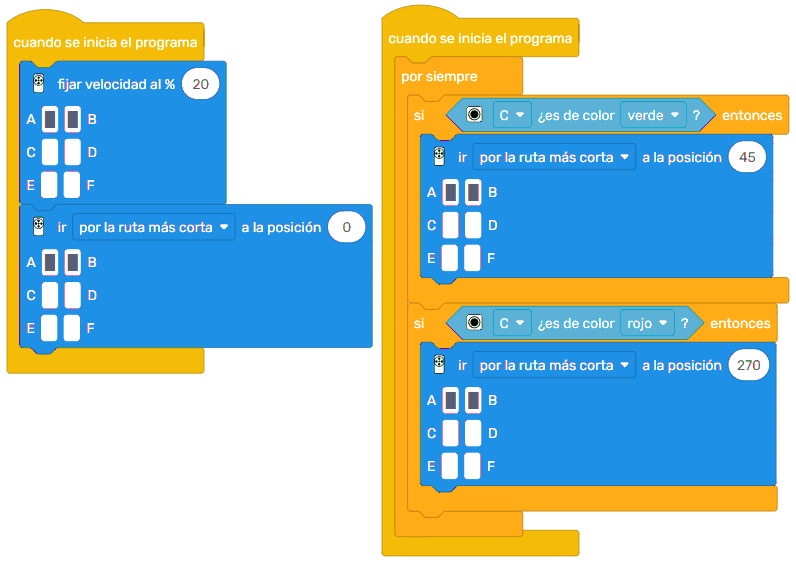 cuando se inicia el programa
fijar velocidad al % 20
A B
C D
E F
ir por la ruta más corta a la posición 0
A B
C D
E F
cuando se inicia el programa
por siempre
si C ¿es de color verde ? entonces
ir por la ruta más corta a la posición 45
A B
C D
E F
si C ¿es de color rojo ? entonces
ir por la ruta más corta a la posición 270
A B
C D
E F